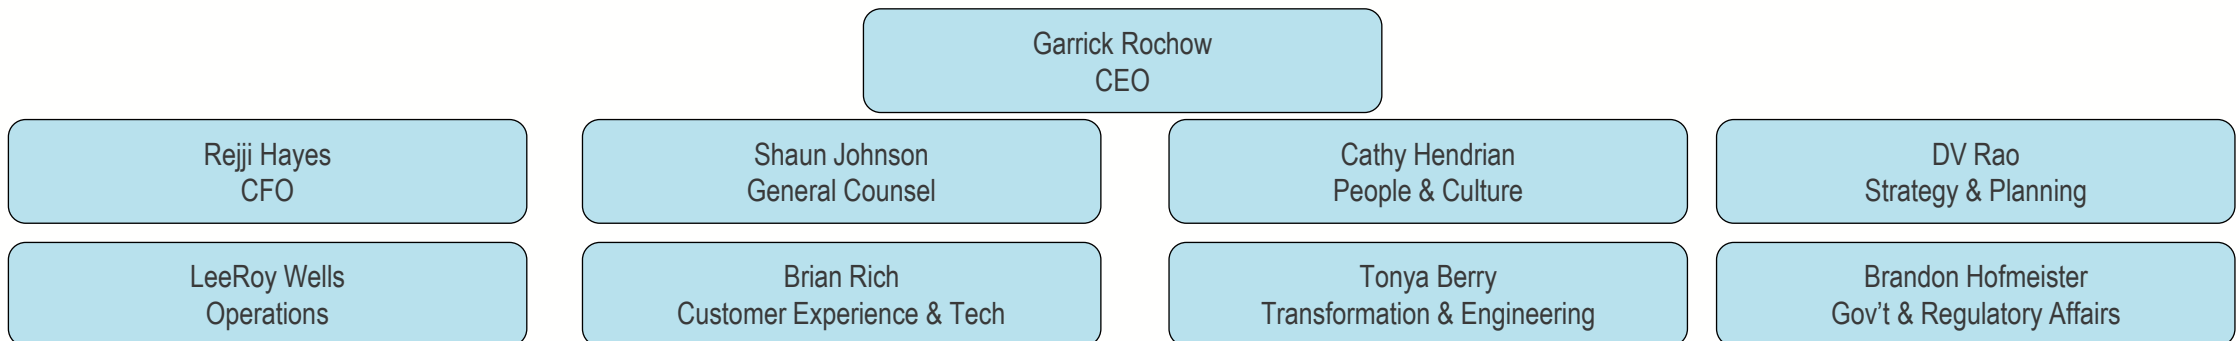 Garrick Rochow
CEO
Rejji Hayes
CFO
Shaun Johnson
General Counsel
Cathy Hendrian
People & Culture
DV Rao
Strategy & Planning
LeeRoy Wells
Operations
Brian Rich
Customer Experience & Tech
Tonya Berry
Transformation & Engineering
Brandon Hofmeister
Gov’t & Regulatory Affairs